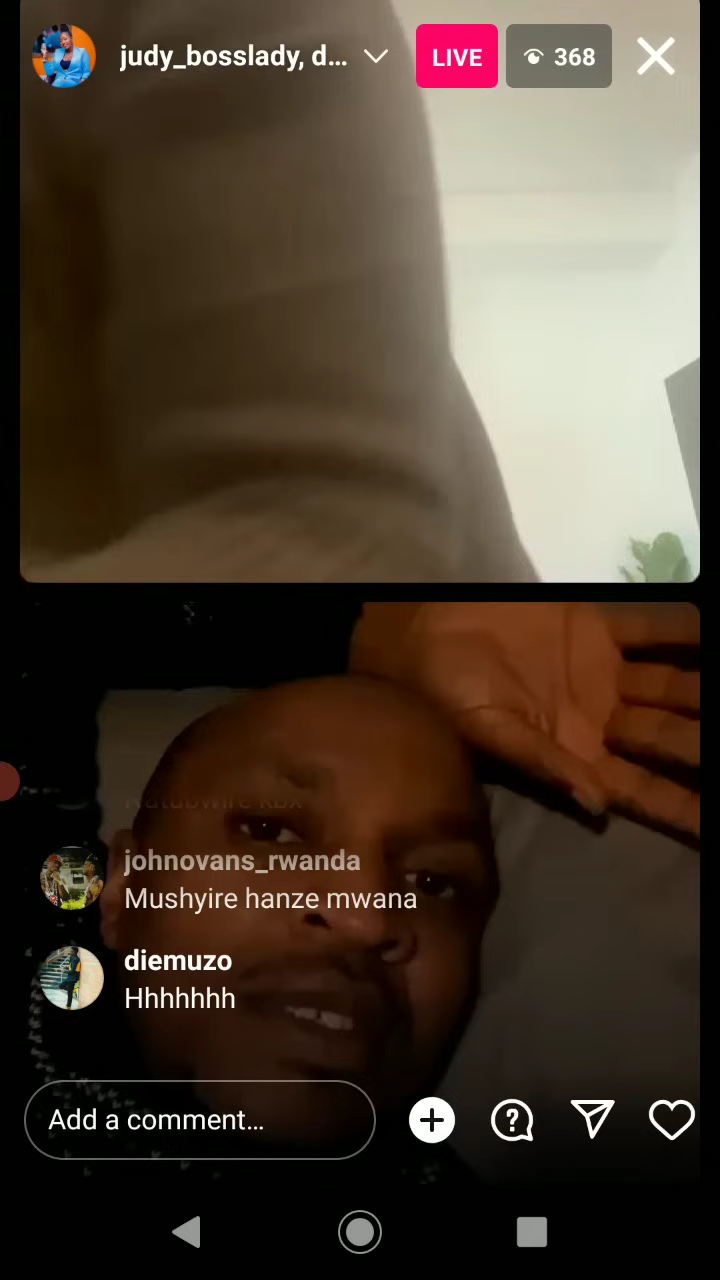 judy_bosslady, d...
LIVE
368
johnovans_rwanda
Mushyire hanze mwana
diemuzo
Hhhhhhh
Add a comment...